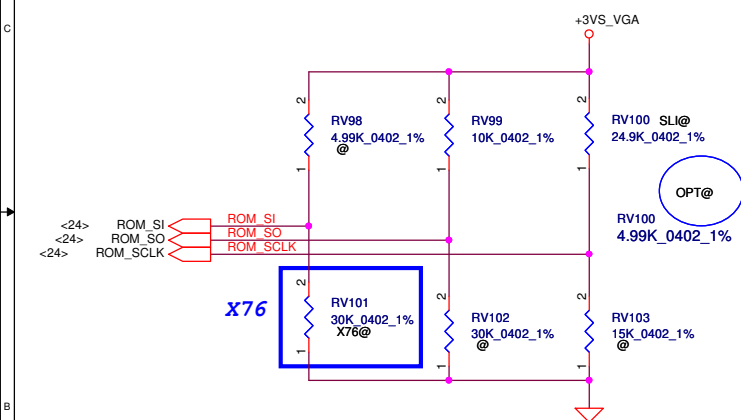 +3VS_VGA
C
2
2
2
RV98
4.99K_0402_1%
@
RV99
10K_0402_1%
RV100 SLI@
24.9K_0402_1%
1
1
1
OPT@
RV100
4.99K_0402_1%
<24> ROM_SI ROM_SI
<24> ROM_SO ROM_SO
<24> ROM_SCLK ROM_SCLK
X76
2
2
2
RV101
30K_0402_1%
X76@
RV102
30K_0402_1%
@
RV103
15K_0402_1%
@
1
1
1
B